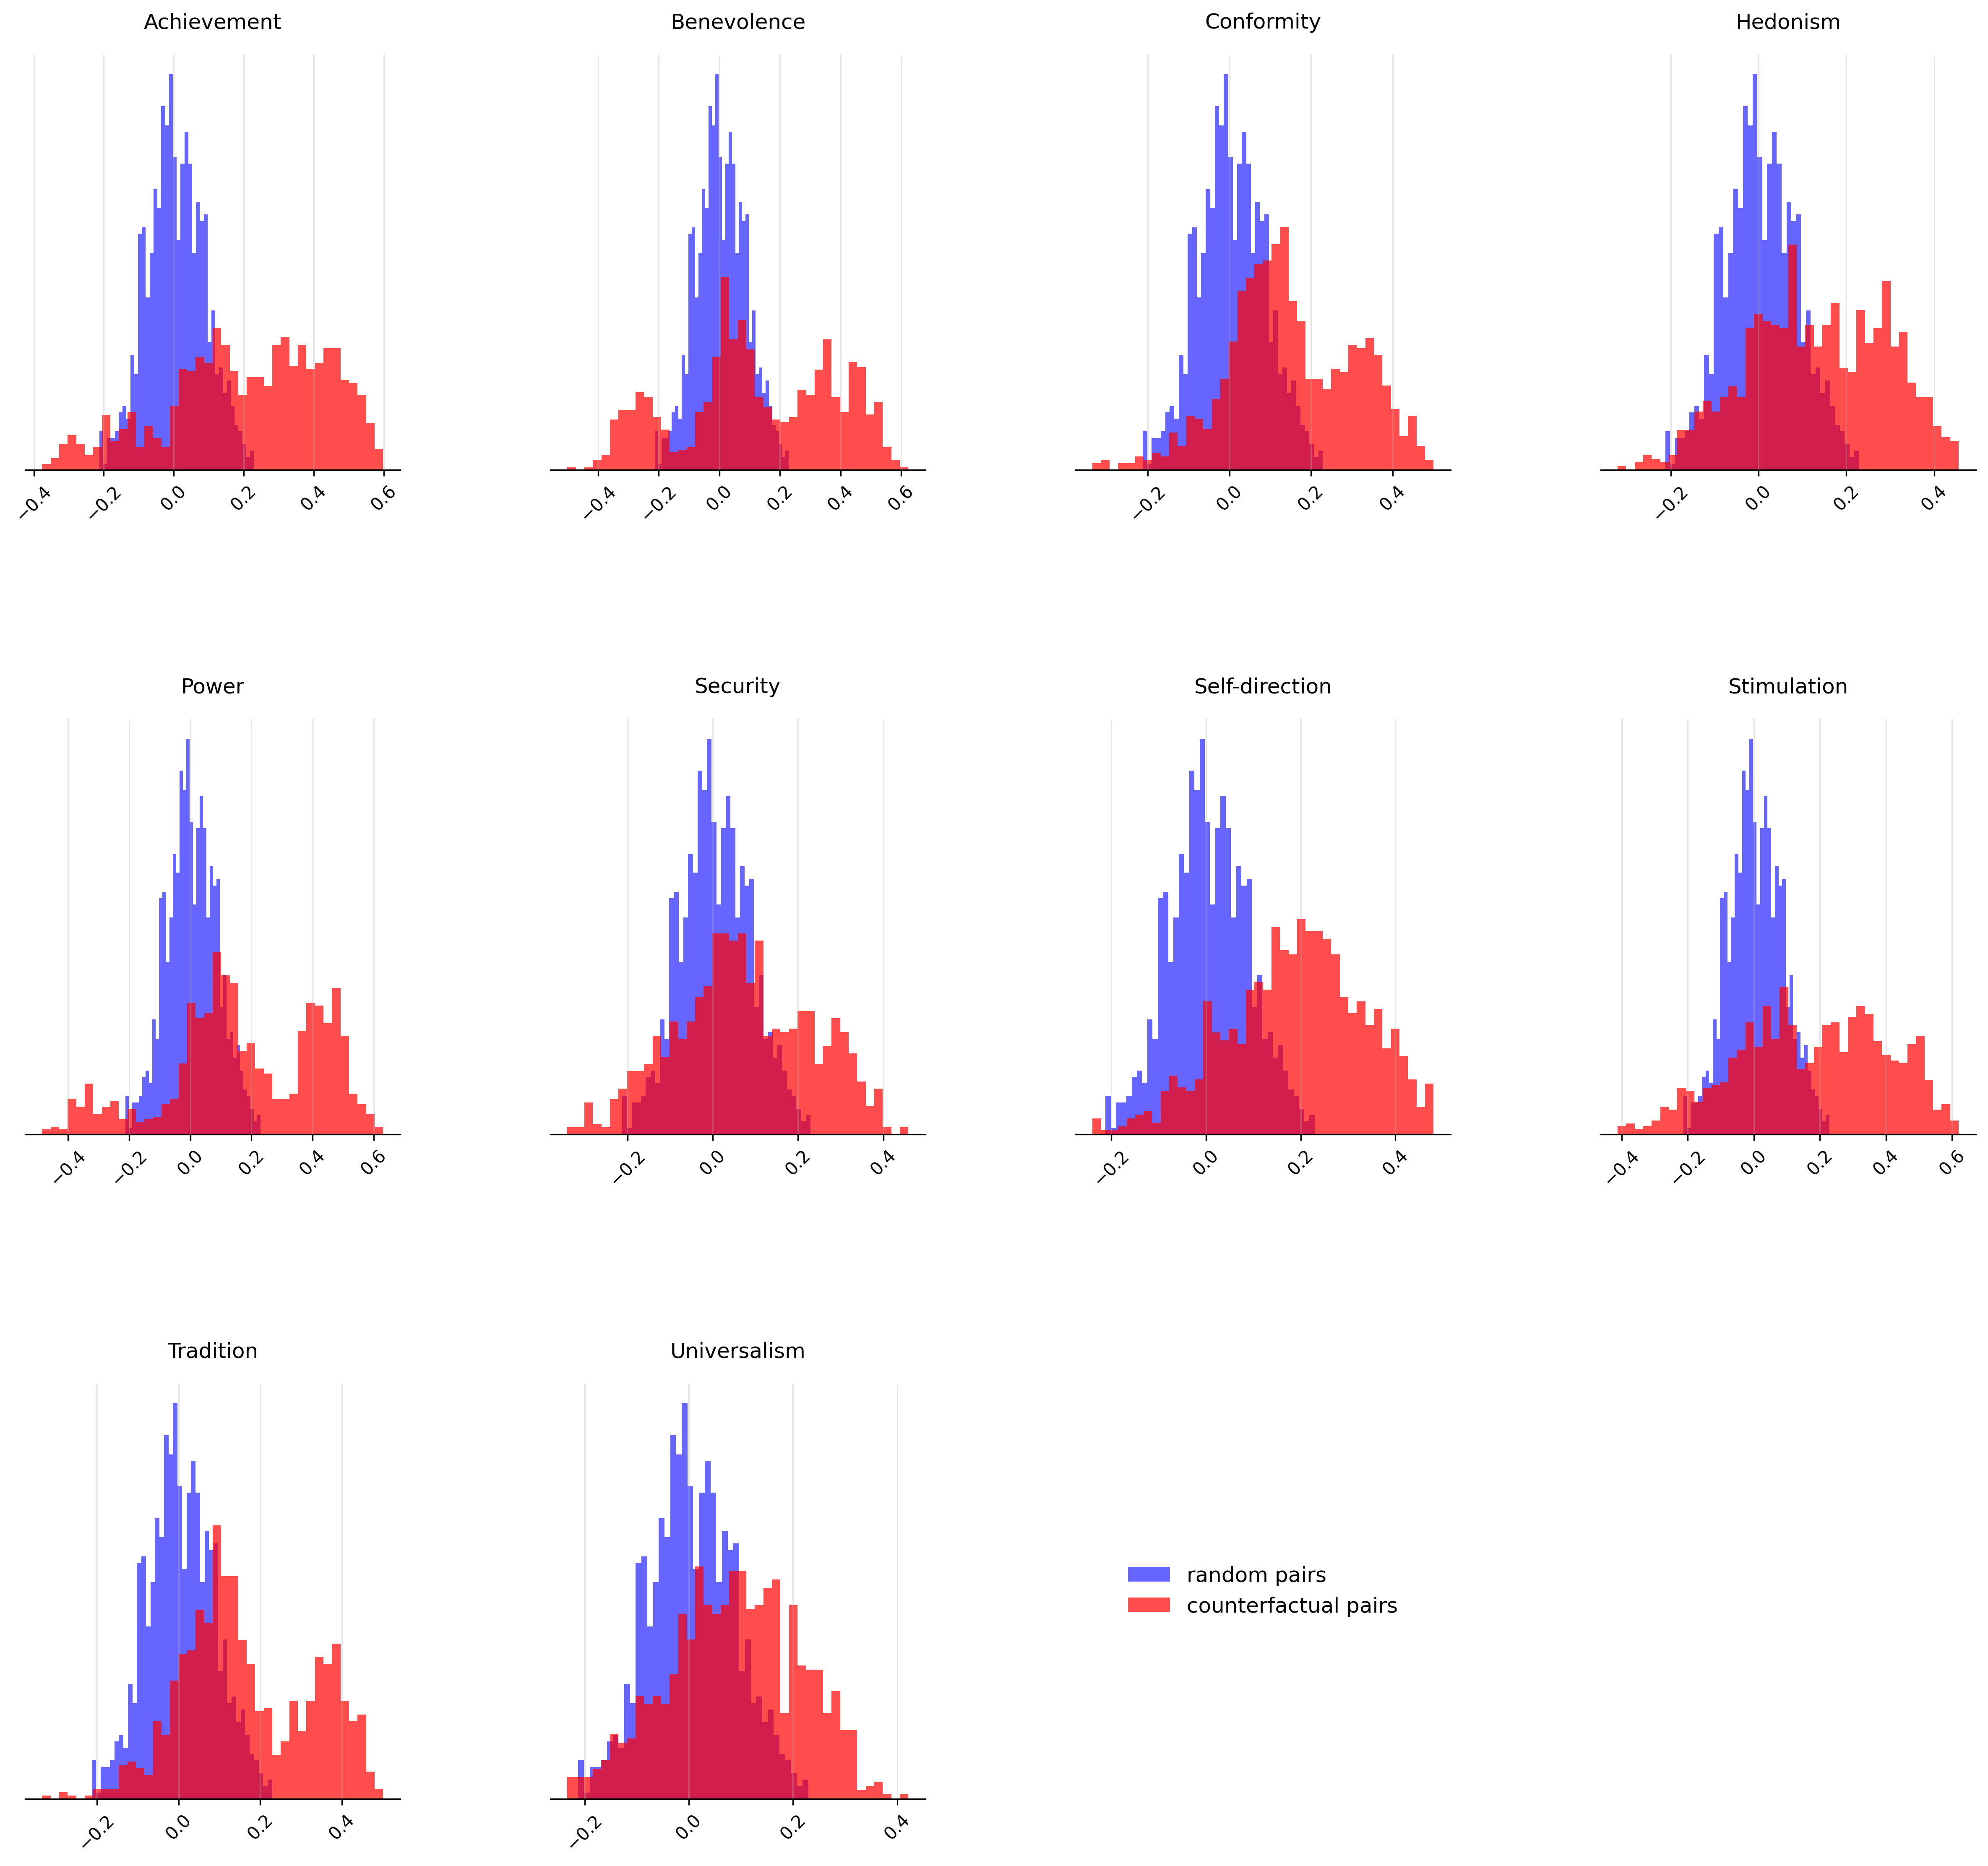 Achievement
Benevolence
Conformity
Hedonism
−0.4 −0.2 0.0 0.2 0.4 0.6
−0.4 −0.2 0.0 0.2 0.4 0.6
−0.2 0.0 0.2 0.4
−0.2 0.0 0.2 0.4
Power
Security
Self-direction
Stimulation
−0.4 −0.2 0.0 0.2 0.4 0.6
−0.2 0.0 0.2 0.4
−0.2 0.0 0.2 0.4
−0.4 −0.2 0.0 0.2 0.4 0.6
Tradition
Universalism
random pairs
counterfactual pairs
−0.2 0.0 0.2 0.4
−0.2 0.0 0.2 0.4